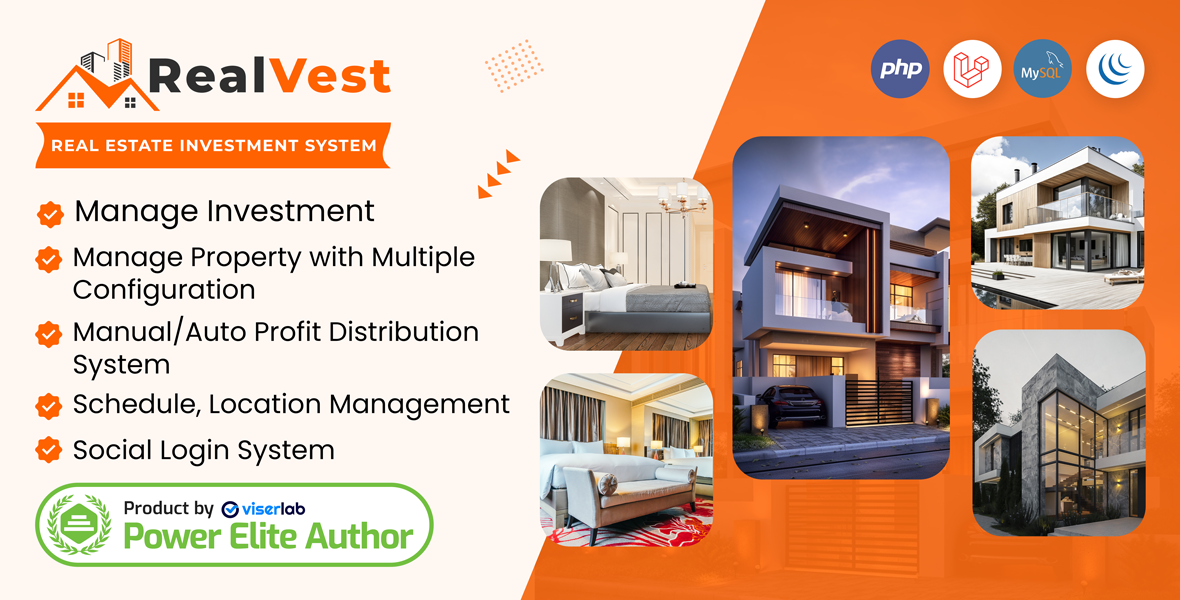 RealVest
REAL ESTATE INVESTMENT SYSTEM
Manage Investment
Manage Property with Multiple
Configuration
Manual/Auto Profit Distribution
System
Schedule, Location Management
Social Login System
Product by viserlab
Power Elite Author
php
MySQL